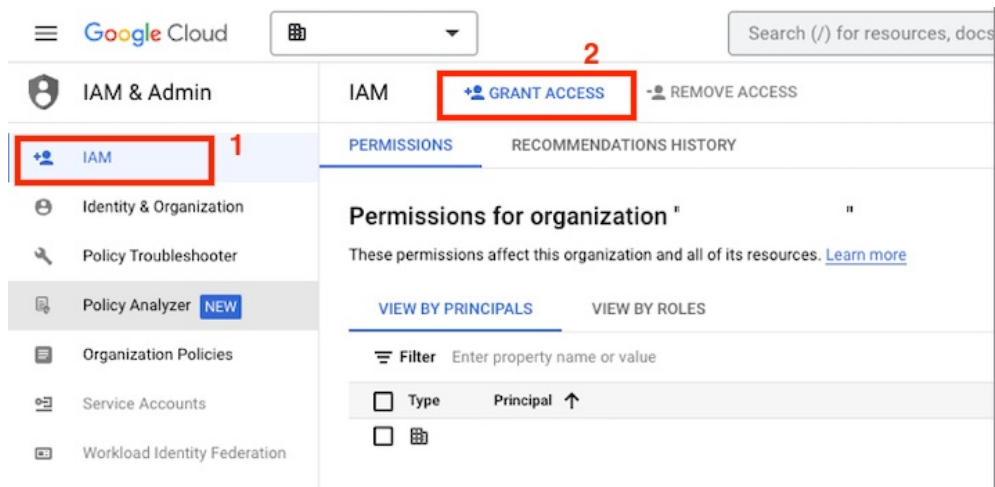 Google Cloud
Search (/) for resources, docs
2
IAM & Admin
IAM
GRANT ACCESS
REMOVE ACCESS
1
IAM
PERMISSIONS
RECOMMENDATIONS HISTORY
Identity & Organization
Permissions for organization "                    "
Policy Troubleshooter
These permissions affect this organization and all of its resources. Learn more
Policy Analyzer NEW
VIEW BY PRINCIPALS
VIEW BY ROLES
Organization Policies
Filter Enter property name or value
Service Accounts
Type Principal
Workload Identity Federation